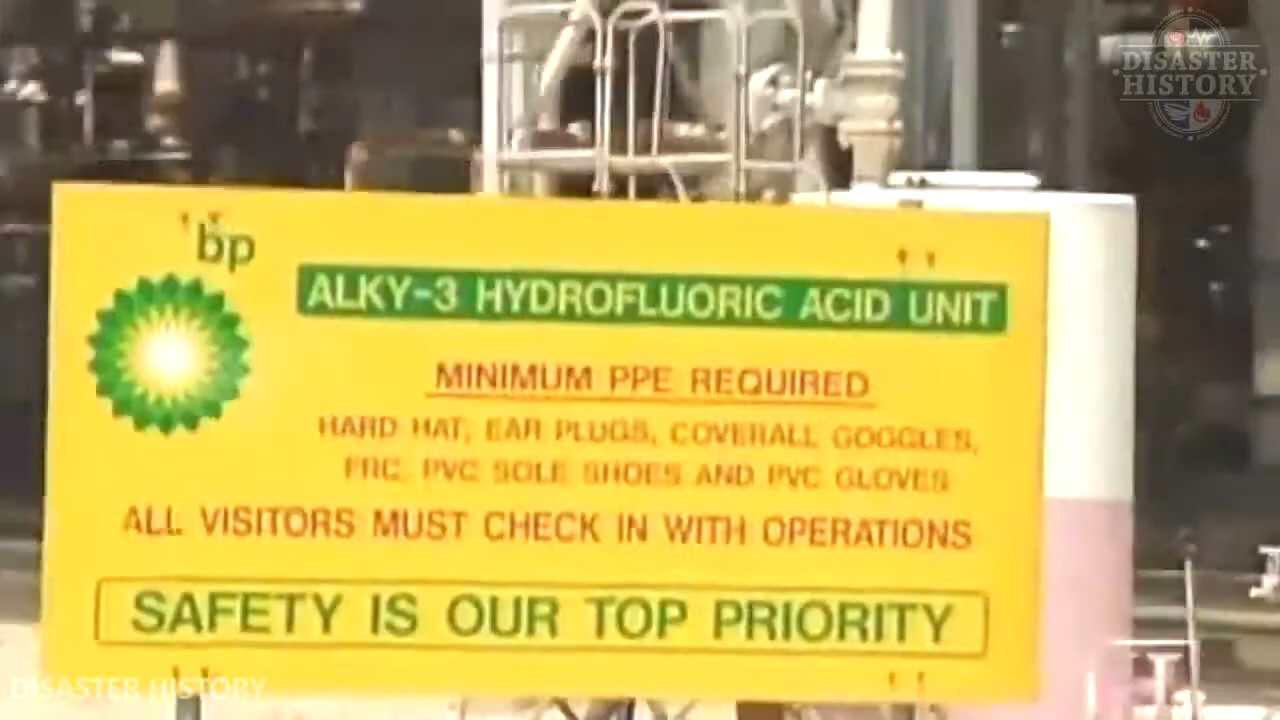 DISASTER
HISTORY
bp
ALKY-3 HYDROFLUORIC ACID UNIT
MINIMUM PPE REQUIRED
HARD HAT, EAR PLUGS, COVERALL GOGGLES,
FRC, PVC SOLE SHOES AND PVC GLOVES
ALL VISITORS MUST CHECK IN WITH OPERATIONS
SAFETY IS OUR TOP PRIORITY
DISASTER HISTORY